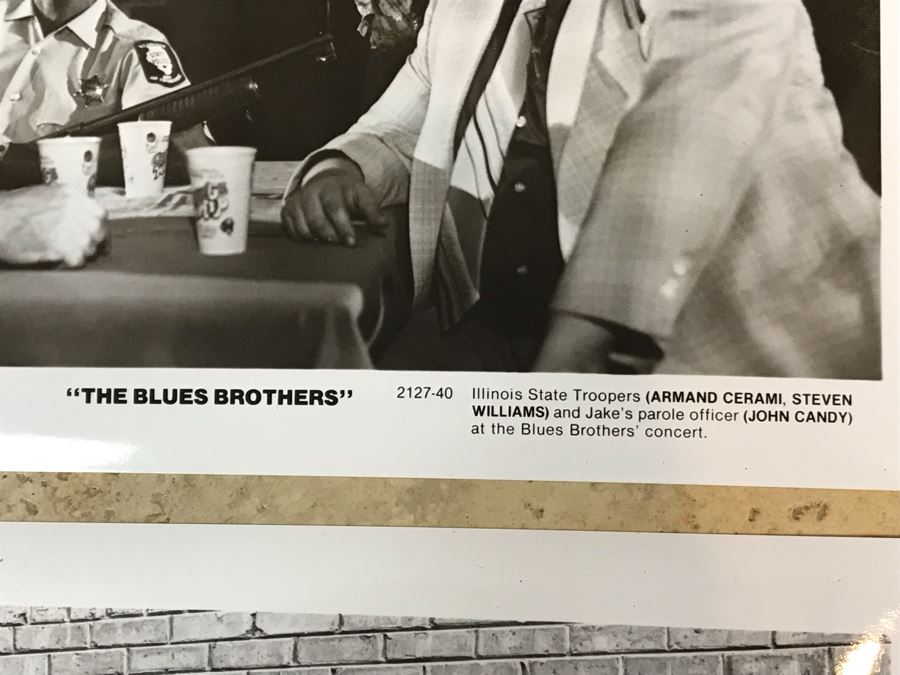 “THE BLUES BROTHERS”
2127-40
Illinois State Troopers (ARMAND CERAMI, STEVEN
WILLIAMS) and Jake’s parole officer (JOHN CANDY)
at the Blues Brothers’ concert.